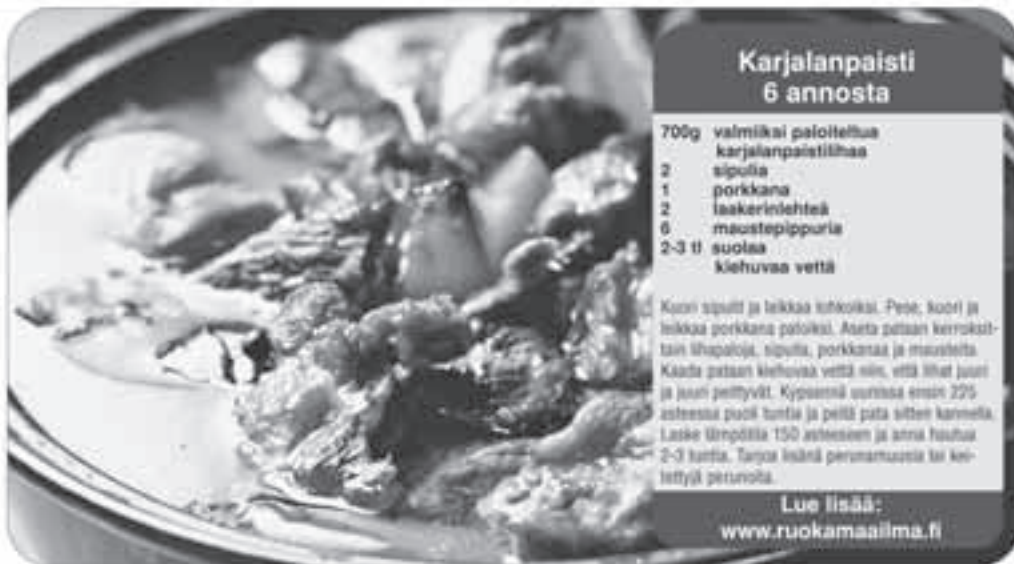 Karjalanpaisti
6 annosta
700g valmiiksi paloiteltua
karjalanpaistilihaa
2 sipulia
1 porkkana
2 laakerinlehteä
6 maustepippuria
2-3 tl suolaa
kiehuvaa vettä
Kuori sipulit ja leikkaa lohkoiksi. Pese, kuori ja
leikkaa porkkana paloiksi. Aseta pataan kerroksit-
tain lihapaloja, sipulia, porkkanaa ja mausteita.
Kaada pataan kiehuvaa vettä niin, että lihat juuri
ja juuri peittyvät. Kypsennä uunissa ensin 225
asteessa puoli tuntia ja peitä pata sitten kannella.
Laske lämpötila 150 asteeseen ja anna hautua
2-3 tuntia. Tarjoa lisänä perunamuusia tai kei-
tettyjä perunoita.
Lue lisää:
www.ruokamaailma.fi